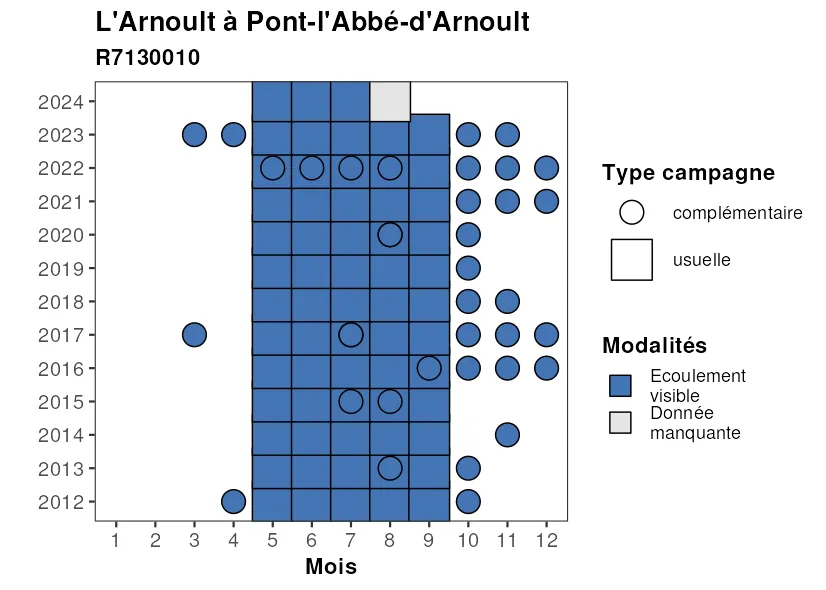 L'Arnoult à Pont-l'Abbé-d'Arnoult
R7130010
2024
2023
2022
2021
2020
2019
2018
2017
2016
2015
2014
2013
2012
1 2 3 4 5 6 7 8 9 10 11 12
Mois
Type campagne
complémentaire
usuelle
Modalités
Ecoulement
visible
Donnée
manquante